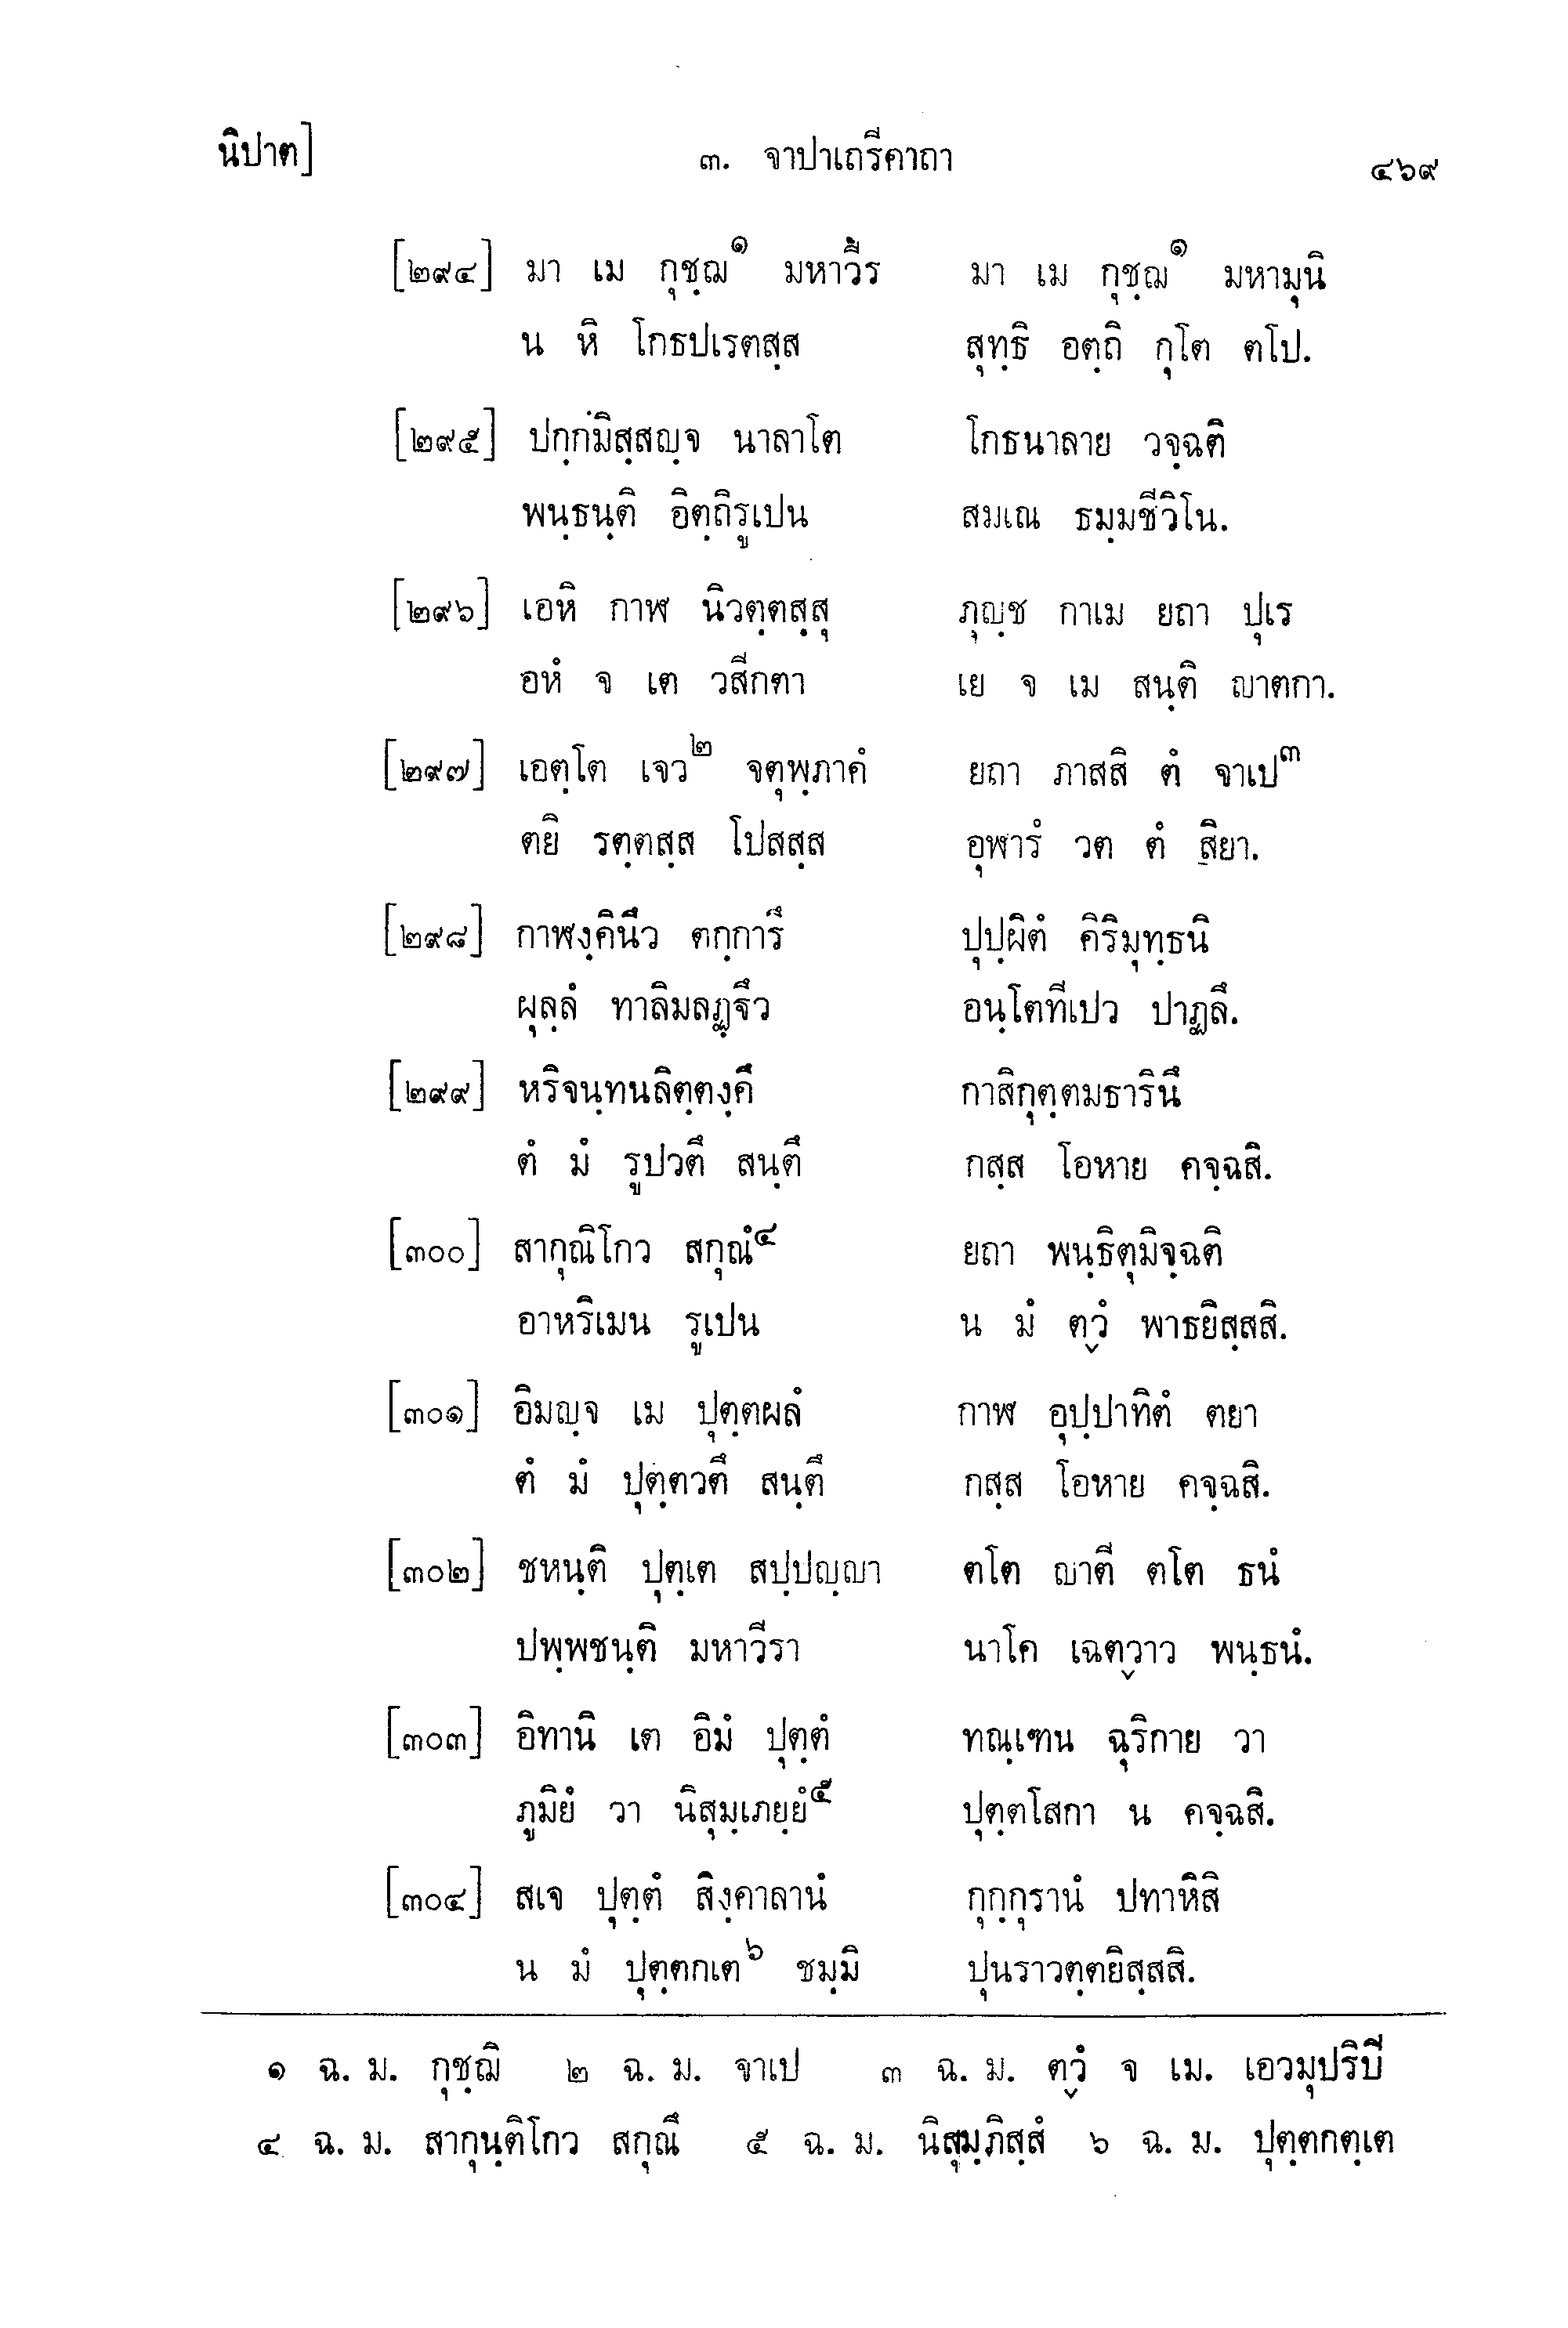 นิปาต] ๓. จาปาเถรีคาถา ๔๖๙
[๒๙๔] มา เม กุชฺฌ๑ มหาวีร มา เม กุชฺฌ๑ มหามุนิ
น หิ โกธปเรตสฺส สุทฺธิ อตฺถิ กุโต ตโป.
[๒๙๕] ปกฺกมิสฺสญฺจ นาลาโต โกธนาลาย วจฺฉติ
พนฺธนฺติ อิตฺถิรูเปน สมเณ ธมฺมชีวิโน.
[๒๙๖] เอหิ กาฬ นิวตฺตสฺสุ ภุญฺช กาเม ยถา ปุเร
อหํ จ เต วสีกตา เย จ เม สนฺติ ญาตกา.
[๒๙๗] เอตฺโต เจว๒ จตุพฺภาคํ ยถา ภาสสิ ตํ จาเป๓
ตยิ รตฺตสฺส โปสสฺส อุฬารํ วต ตํ สิยา.
[๒๙๘] กาฬงฺคินึว ตกฺการึ ปุปฺผิตํ คิริมุทฺธนิ
ผุลฺลํ ทาลิมลฏฺฐึว อนฺโตทีเปว ปาฏลึ.
[๒๙๙] หริจนฺทนลิตฺตงฺคึ กาสิกุตฺตมธารินึ
ตํ มํ รูปวตึ สนฺตึ กสฺส โอหาย คจฺฉสิ.
[๓๐๐] สากุณิโกว สกุณํ๔ ยถา พนฺธิตุมิจฺฉติ
อาหริเมน รูเปน น มํ ตฺวํ พาธยิสฺสสิ.
[๓๐๑] อิมญฺจ เม ปุตฺตผลํ กาฬ อุปฺปาทิตํ ตยา
ตํ มํ ปุตฺตวตึ สนฺตึ กสฺส โอหาย คจฺฉสิ.
[๓๐๒] ชหนฺติ ปุตฺเต สปฺปญฺญา ตโต ญาตี ตโต ธนํ
ปพฺพชนฺติ มหาวีรา นาโค เฉตฺวาว พนฺธนํ.
[๓๐๓] อิทานิ เต อิมํ ปุตฺตํ ทณฺเฑน ฉุริกาย วา
ภูมิยํ วา นิสุมฺเภยฺยํ๕ ปุตฺตโสกา น คจฺฉสิ.
[๓๐๔] สเจ ปุตฺตํ สิงฺคาลานํ กุกฺกุรานํ ปทาหิสิ
น มํ ปุตฺตกเต๖ ชมฺมิ ปุนราวตฺตยิสฺสสิ.
๑ ฉ. ม. กุชฺฌิ ๒ ฉ. ม. จาเป ๓ ฉ. ม. ตฺวํ จ เม. เอวมุปริปี
๔ ฉ. ม. สากุนฺติโกว สกุณึ ๕ ฉ. ม. นิสุมฺภิสฺสํ ๖ ฉ. ม. ปุตฺตกตฺเต